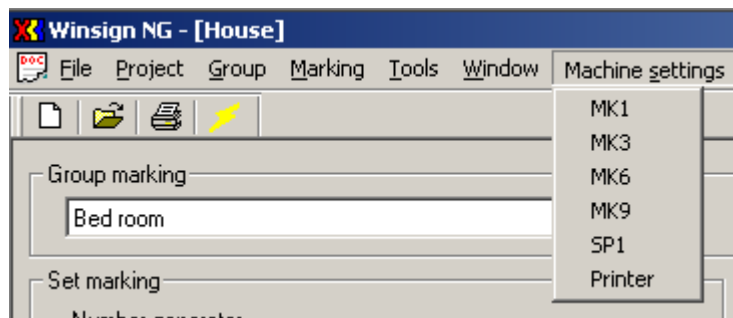 Winsign NG - [House]
DOC File Project Group Marking Tools Window Machine settings
MK1
MK3
MK6
MK9
SP1
Printer
Group marking
Bed room
Set marking